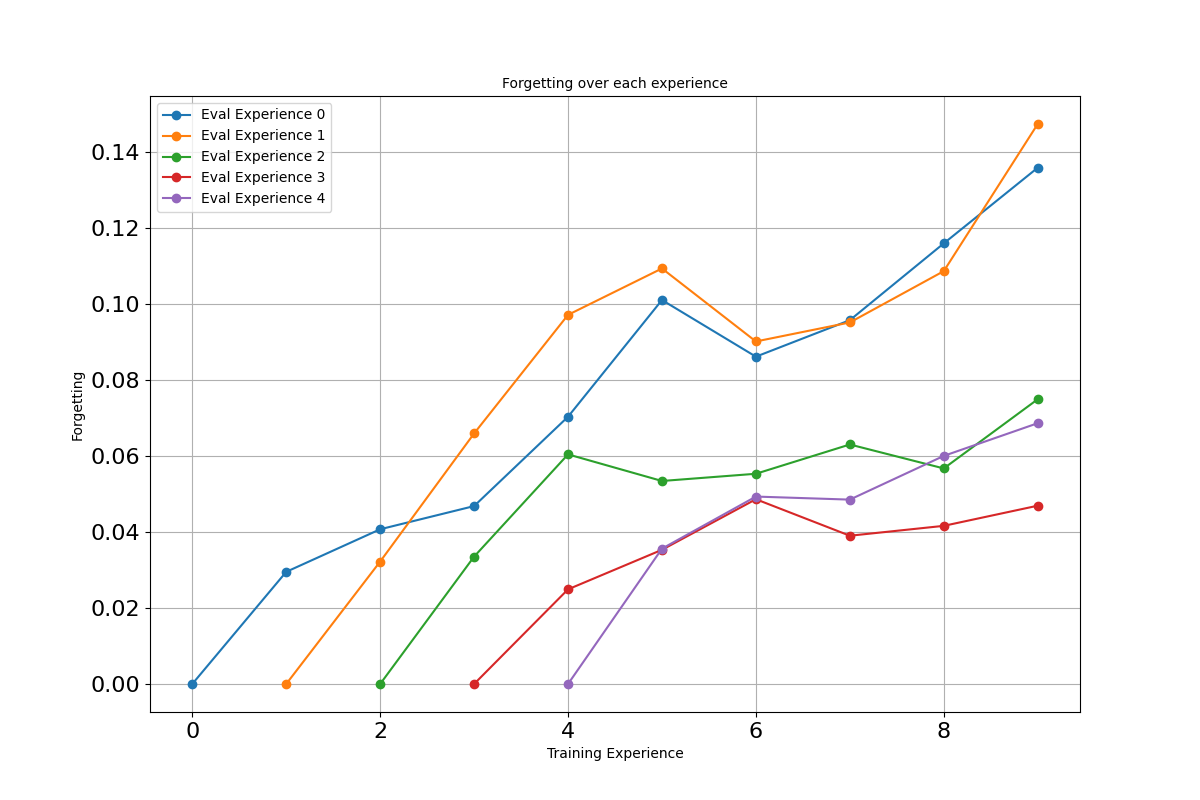 Forgetting over each experience
Eval Experience 0
Eval Experience 1
Eval Experience 2
Eval Experience 3
Eval Experience 4
Forgetting
0.14
0.12
0.10
0.08
0.06
0.04
0.02
0.00
0 2 4 6 8
Training Experience